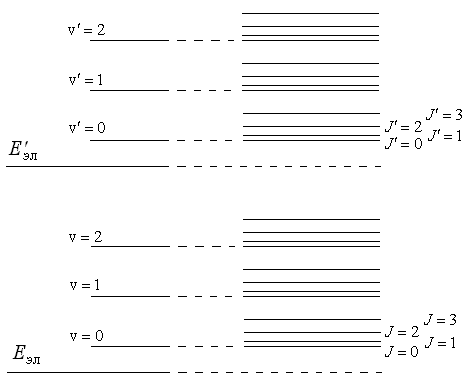 v′ = 2
v′ = 1
v′ = 0
J′ = 3
J′ = 2
J′ = 1
J′ = 0
E′эл
v = 2
v = 1
v = 0
J = 3
J = 2
J = 1
J = 0
Eэл